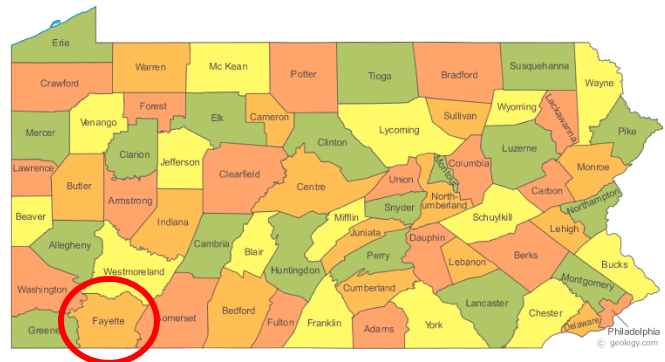 Erie
Warren
Mc Kean
Potter
Tioga
Bradford
Susquehanna
Wayne
Crawford
Forest
Elk
Cameron
Wyoming
Lackawanna
Venango
Sullivan
Lycoming
Mercer
Clarion
Jefferson
Clinton
Pike
Luzerne
Lawrence
Butler
Clearfield
Centre
Union
Montour
Columbia
Monroe
Carbon
Armstrong
Indiana
Snyder
North-
umberland
Northampton
Beaver
Mifflin
Schuylkill
Lehigh
Allegheny
Cambria
Blair
Juniata
Dauphin
Westmoreland
Huntingdon
Perry
Lebanon
Berks
Bucks
Washington
Cumberland
Montgomery
Greene
Fayette
Somerset
Bedford
Fulton
Franklin
Adams
York
Lancaster
Chester
Delaware
Philadelphia
© geology.com